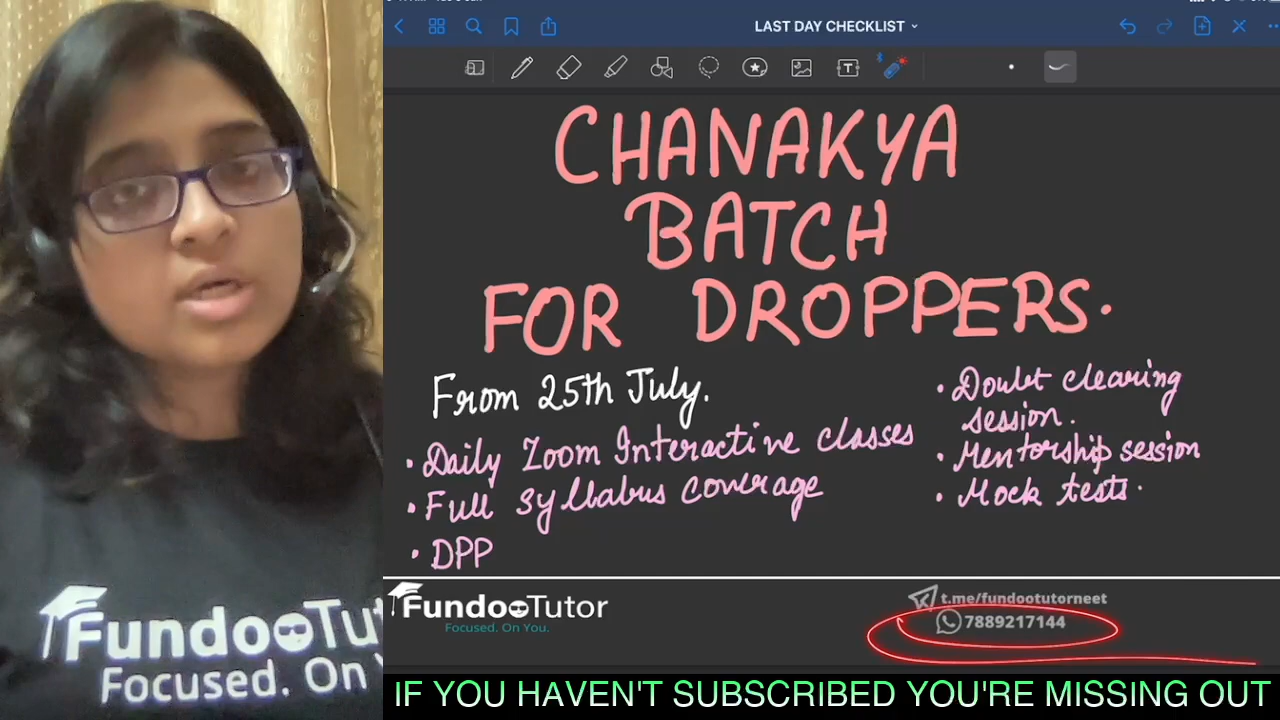 LAST DAY CHECKLIST
CHANAKYA
BATCH
FOR DROPPERS.
From 25th July.
• Daily Zoom Interactive classes
• Full syllabus coverage
• DPP
• Doubt clearing
session.
• Mentorship session
• Mock tests.
FundooTutor
Focused. On You.
t.me/fundootutorneet
7889217144
FundooTu
Focused. On Y
IF YOU HAVEN'T SUBSCRIBED YOU'RE MISSING OUT